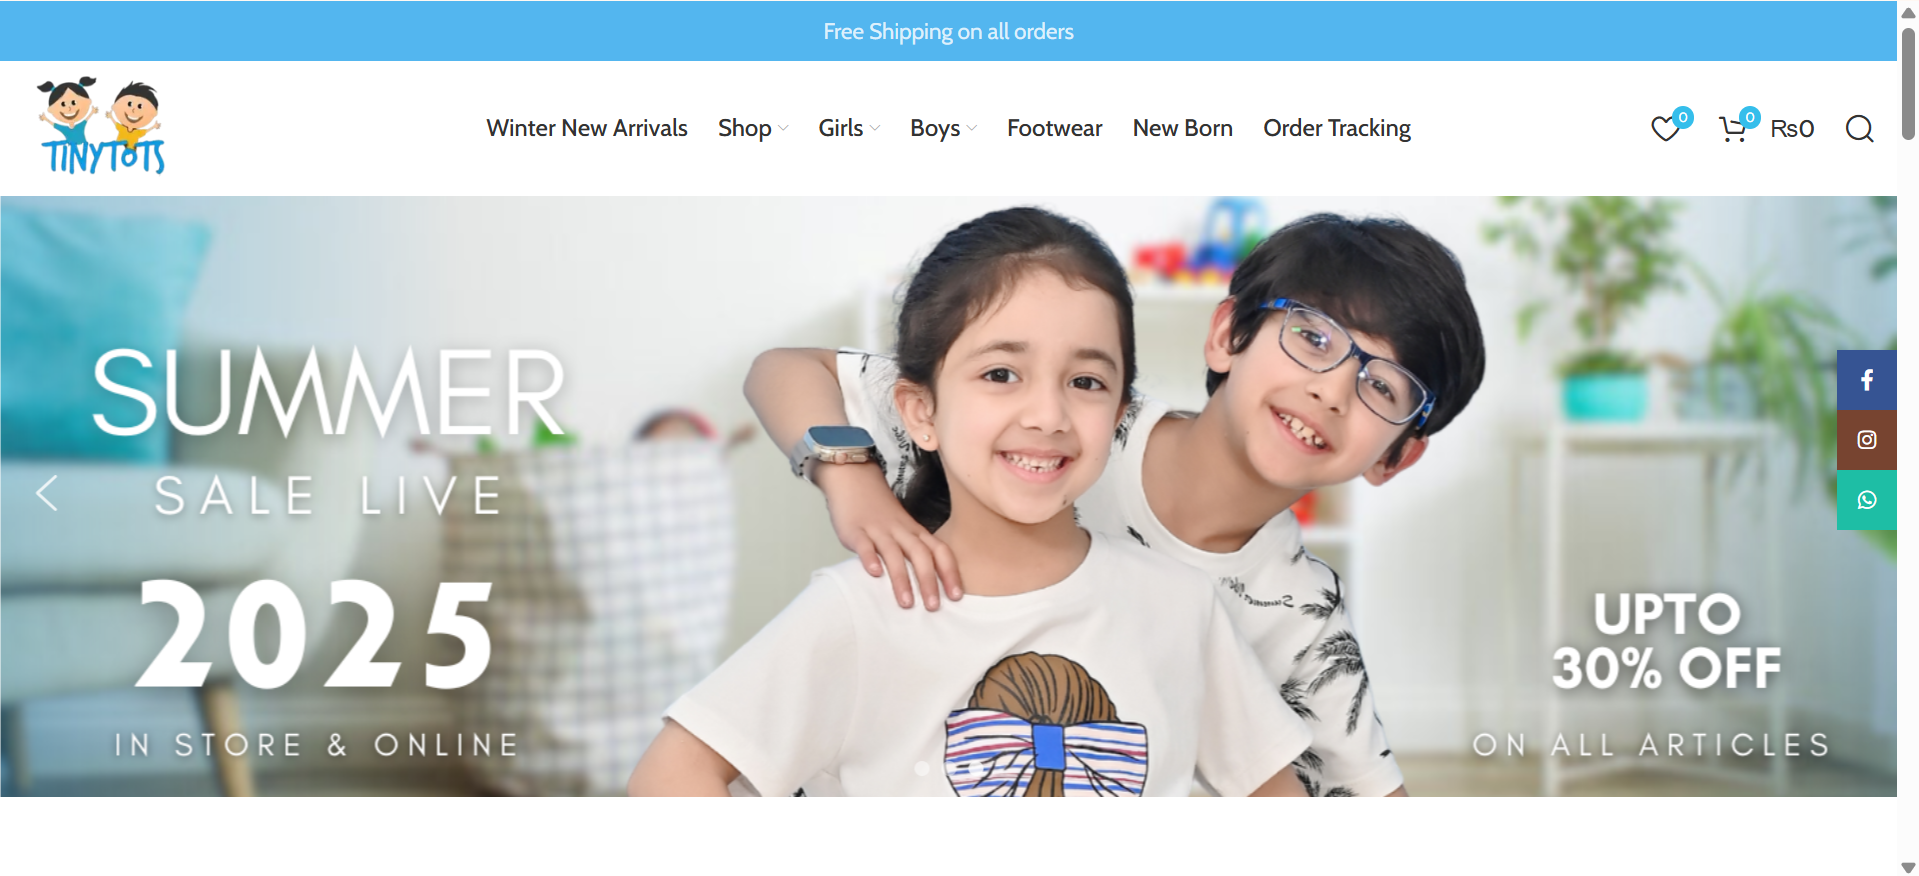 Free Shipping on all orders
TINYTOTS
Winter New Arrivals Shop Girls Boys Footwear New Born Order Tracking
0 0 ₨0
SUMMER
SALE LIVE
2025
IN STORE & ONLINE
UPTO
30% OFF
ON ALL ARTICLES